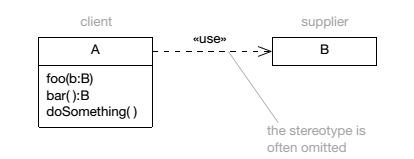 client
supplier
A
«use»
B
foo(b:B)
bar( ):B
doSomething( )
the stereotype is
often omitted